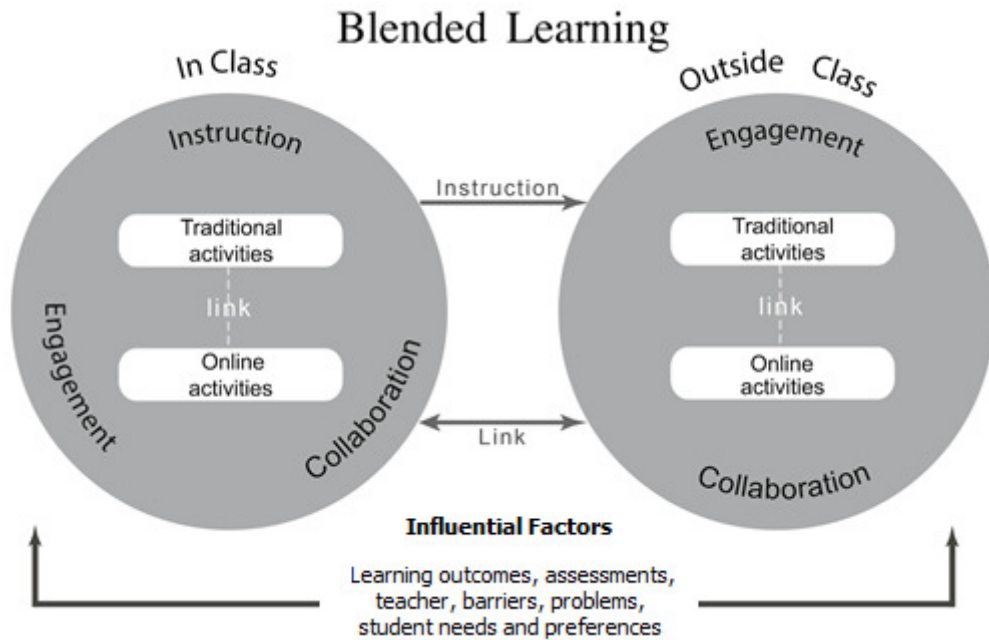 Blended Learning
In Class
Instruction
Traditional
activities
link
Online
activities
Engagement
Collaboration
Instruction
Link
Outside Class
Engagement
Traditional
activities
link
Online
activities
Collaboration
Influential Factors
Learning outcomes, assessments,
teacher, barriers, problems,
student needs and preferences